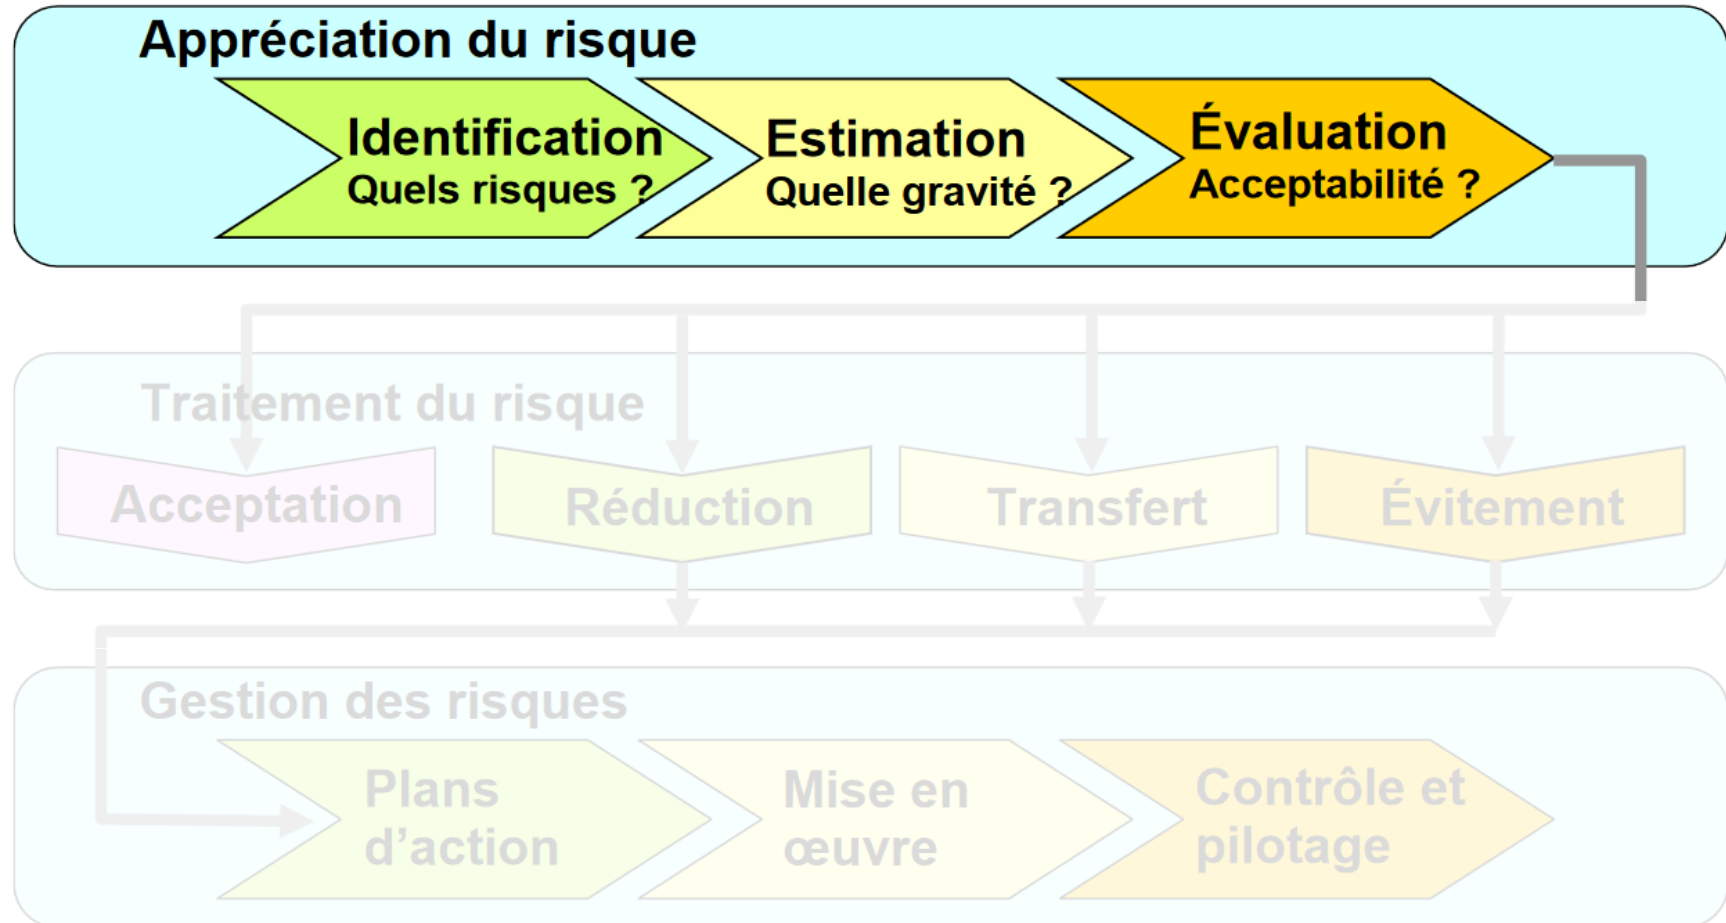 Appréciation du risque
Identification
Quels risques ?
Estimation
Quelle gravité ?
Évaluation
Acceptabilité ?
Traitement du risque
Acceptation
Réduction
Transfert
Évitement
Gestion des risques
Plans
d’action
Mise en
œuvre
Contrôle et
pilotage